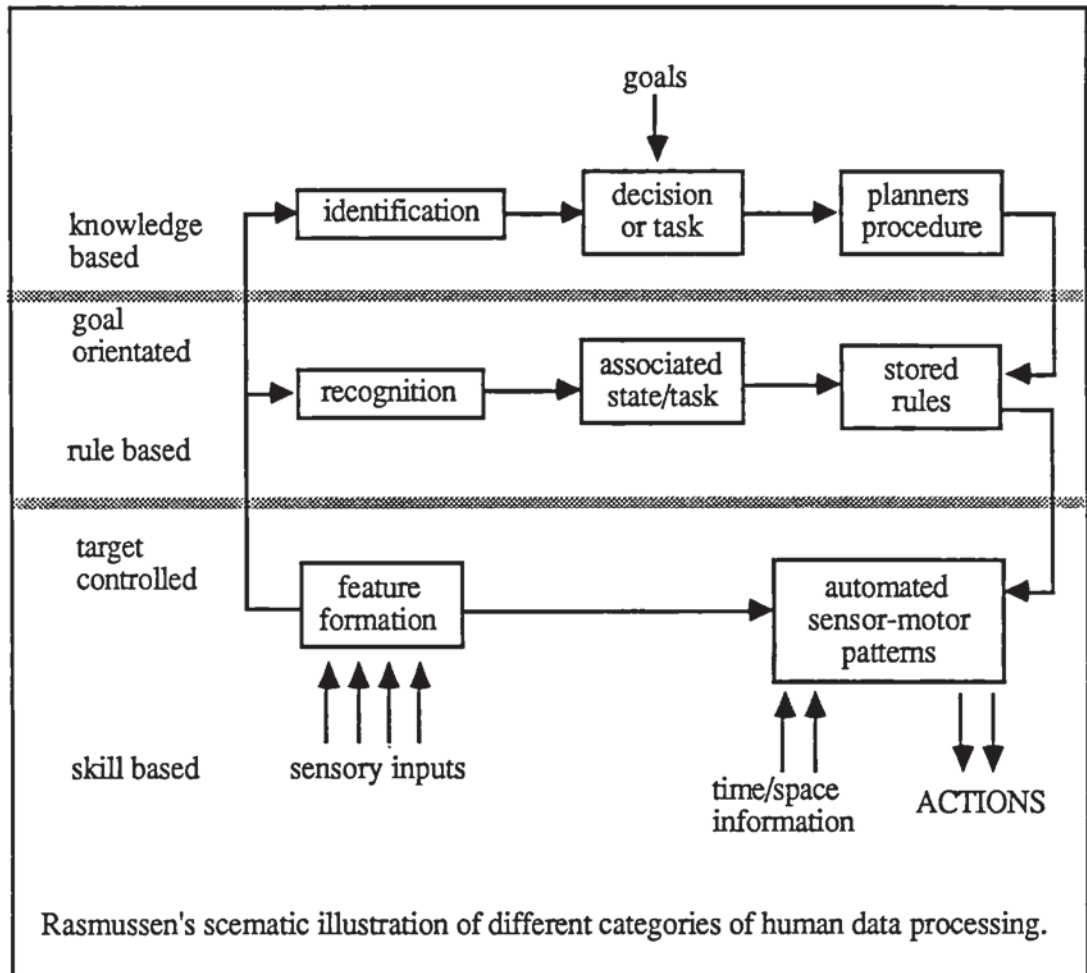 goals
identification
decision
or task
planners
procedure
knowledge
based
goal
orientated
recognition
associated
state/task
stored
rules
rule based
target
controlled
feature
formation
automated
sensor-motor
patterns
skill based
sensory inputs
time/space
information
ACTIONS
Rasmussen's scematic illustration of different categories of human data processing.